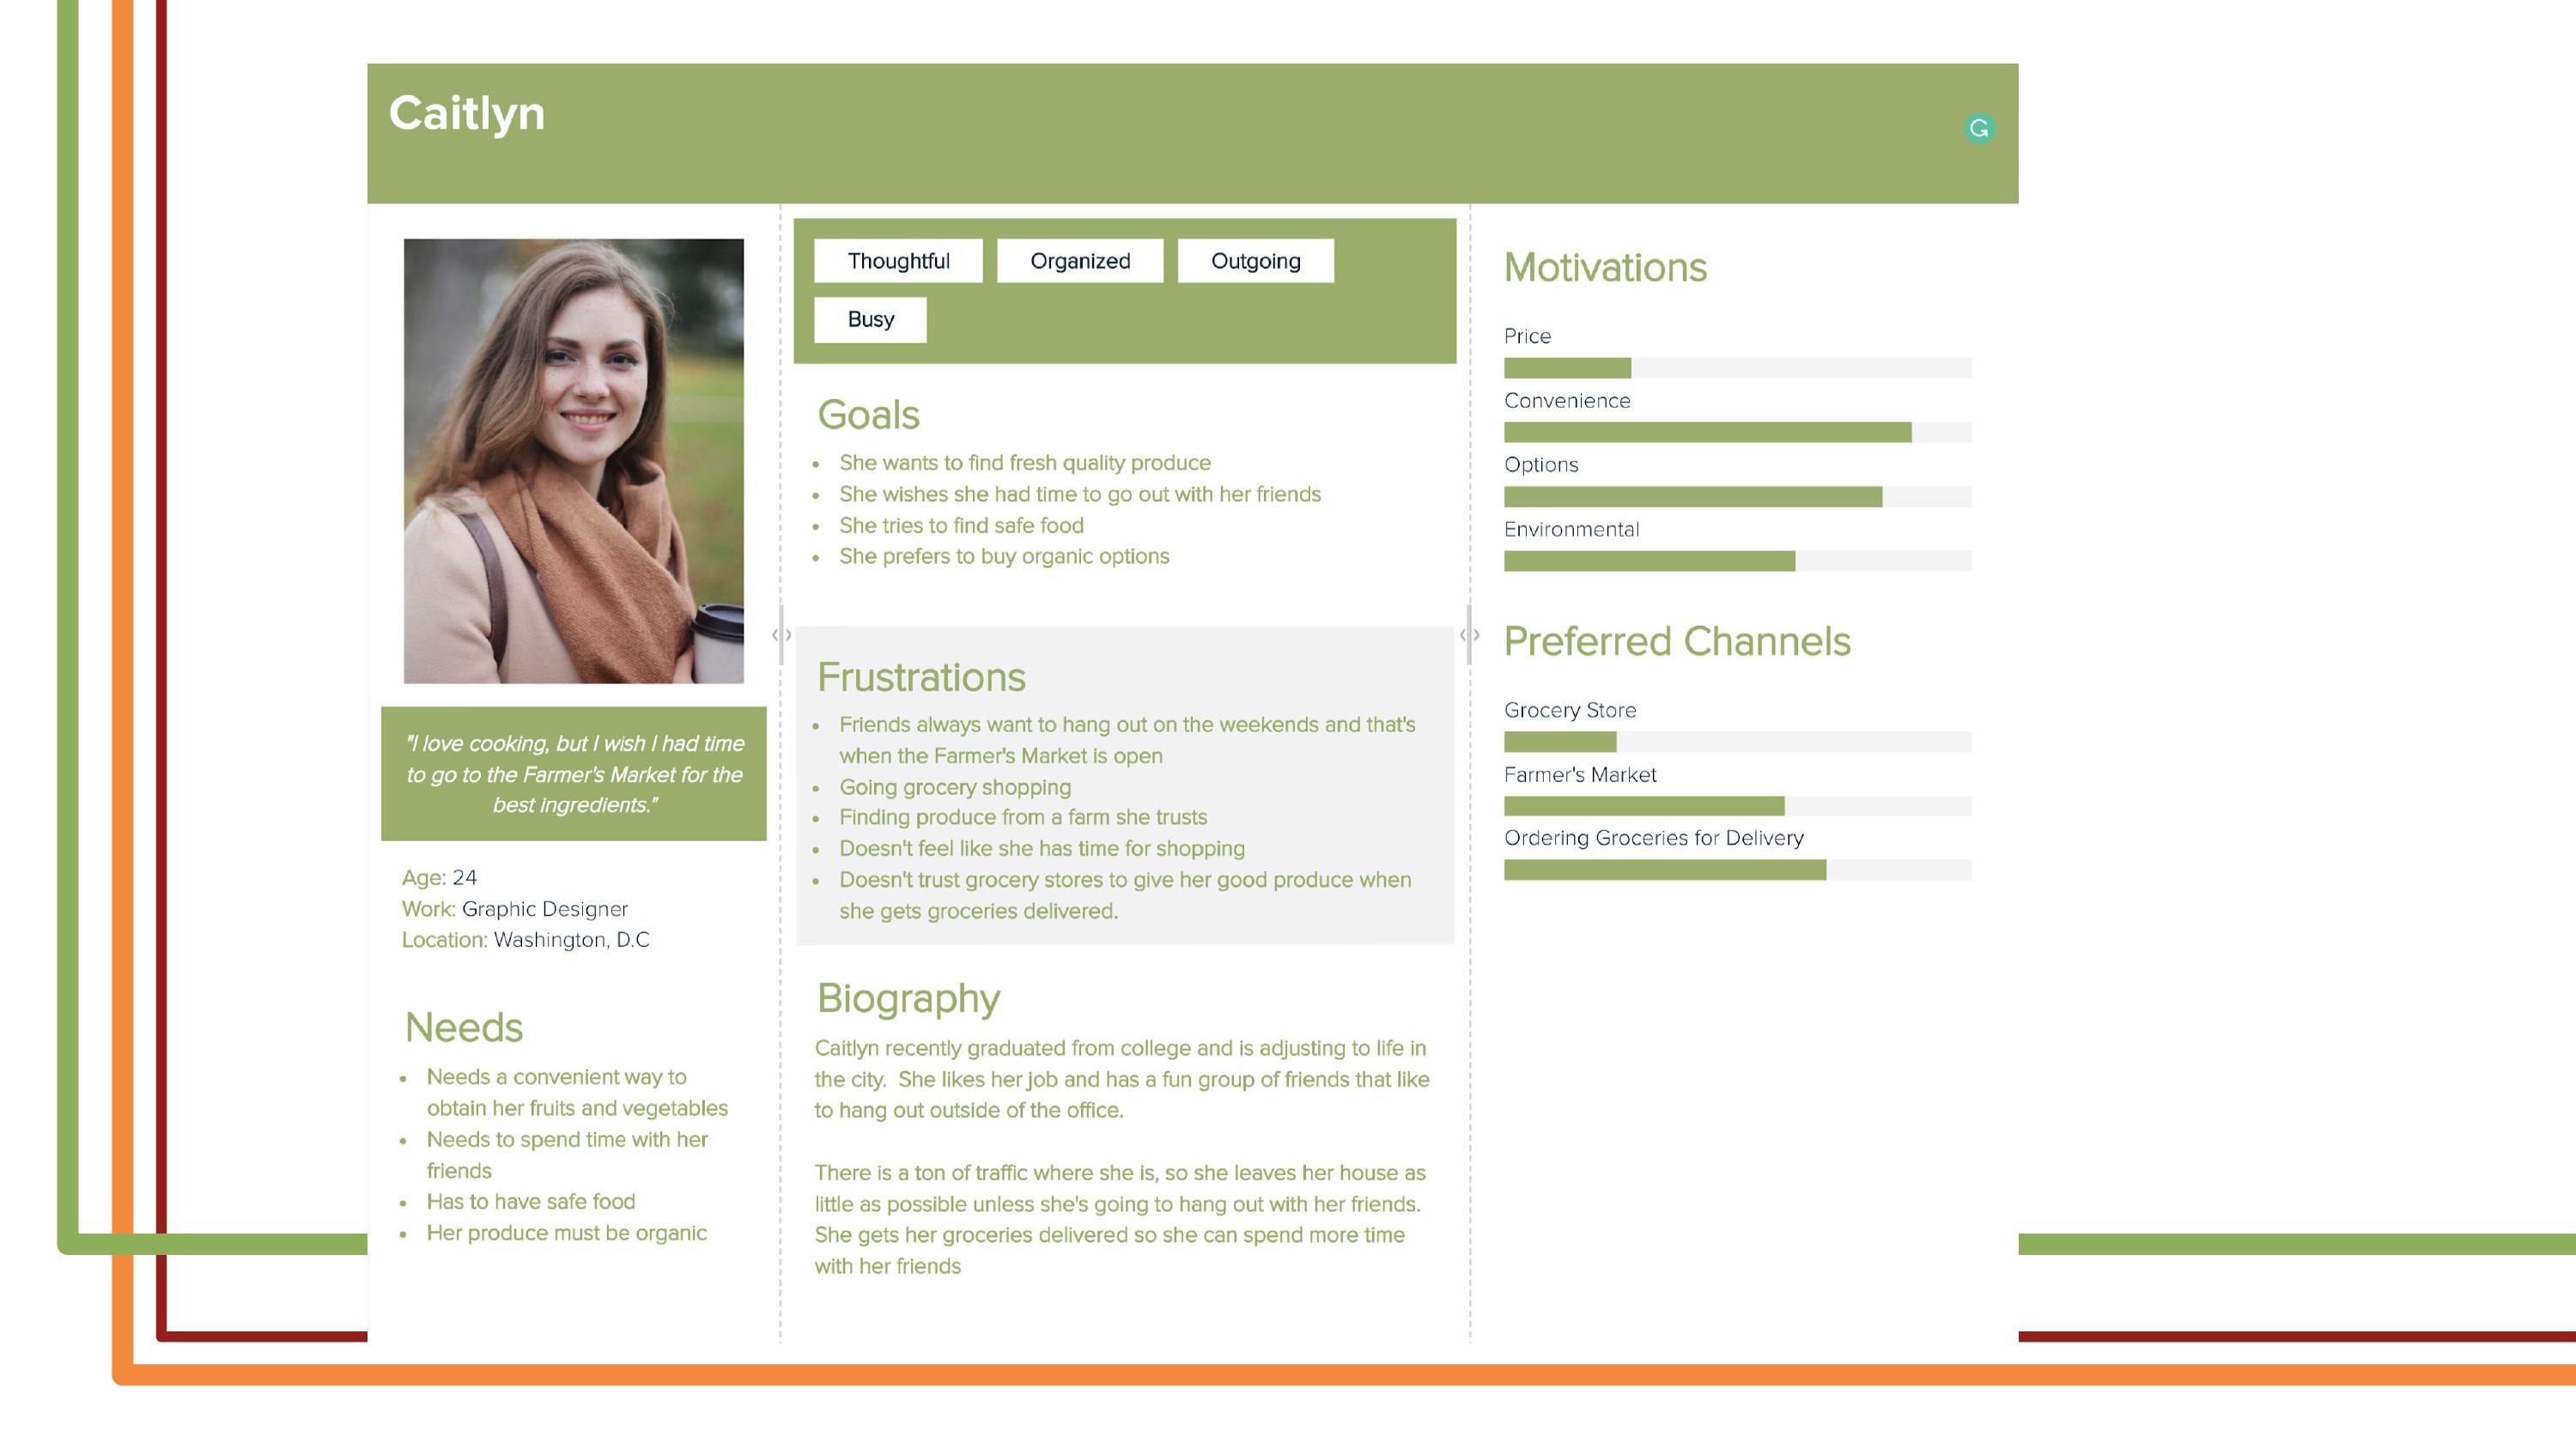 Caitlyn
G
Thoughtful
Organized
Outgoing
Busy
"I love cooking, but I wish I had time
to go to the Farmer's Market for the
best ingredients."
Age: 24
Work: Graphic Designer
Location: Washington, D.C
Needs
• Needs a convenient way to
obtain her fruits and vegetables
• Needs to spend time with her
friends
• Has to have safe food
• Her produce must be organic
Goals
• She wants to find fresh quality produce
• She wishes she had time to go out with her friends
• She tries to find safe food
• She prefers to buy organic options
Frustrations
• Friends always want to hang out on the weekends and that's
when the Farmer's Market is open
• Going grocery shopping
• Finding produce from a farm she trusts
• Doesn't feel like she has time for shopping
• Doesn't trust grocery stores to give her good produce when
she gets groceries delivered.
Biography
Caitlyn recently graduated from college and is adjusting to life in
the city.  She likes her job and has a fun group of friends that like
to hang out outside of the office.
There is a ton of traffic where she is, so she leaves her house as
little as possible unless she's going to hang out with her friends.
She gets her groceries delivered so she can spend more time
with her friends
Motivations
Price
Convenience
Options
Environmental
Preferred Channels
Grocery Store
Farmer's Market
Ordering Groceries for Delivery